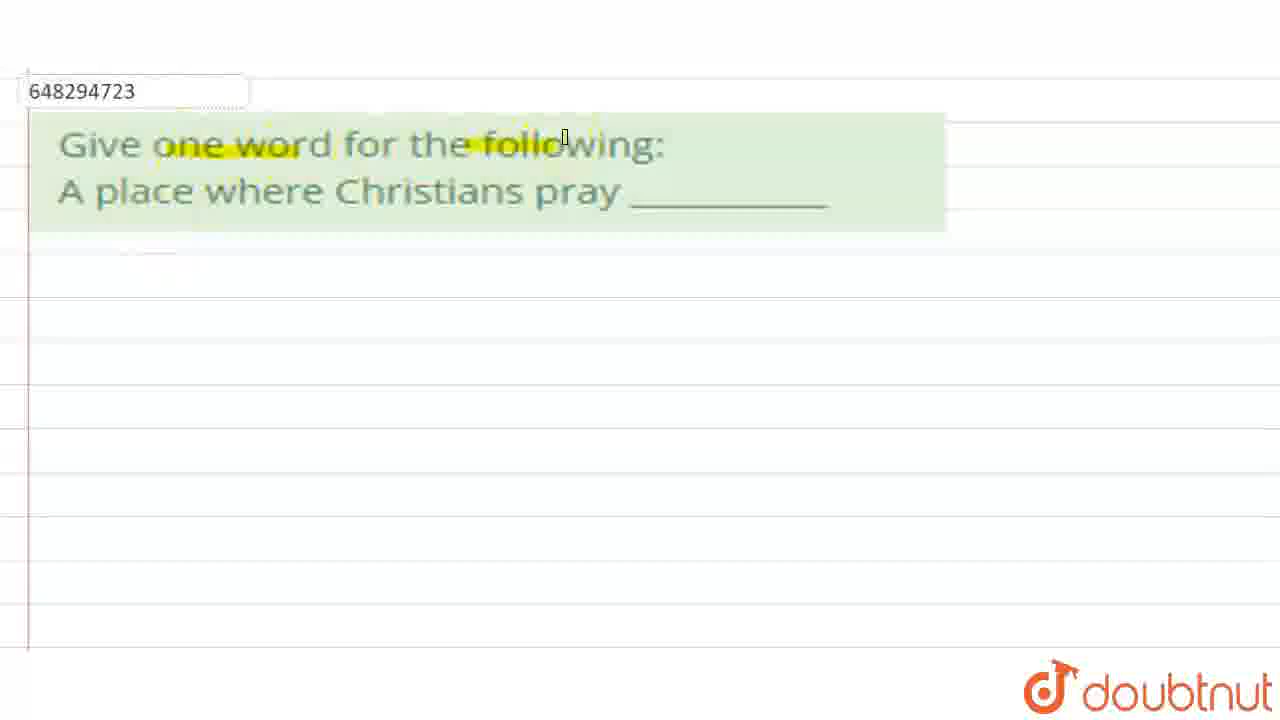 648294723
Give one word for the following:
A place where Christians pray ___________
doubtnut